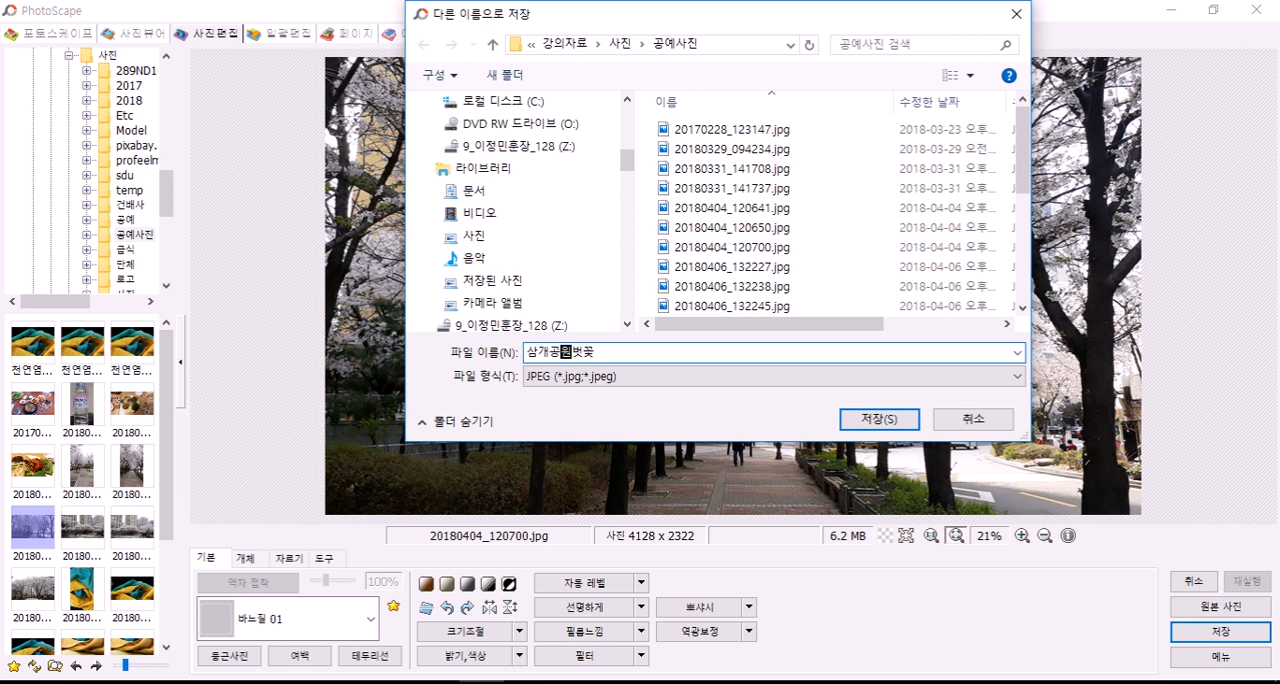 PhotoScape
포토스케이프 사진뷰어 사진편집 일괄편집 페이지
사진
289ND1
2017
2018
Etc
Model
pixabay.
profeelm
sdu
temp
건배사
공예
공예사진
급식
단체
로고
천연염... 천연염... 천연염...
20170... 20180... 20180...
20180... 20180... 20180...
20180... 20180... 20180...
20180... 20180... 20180...
다른 이름으로 저장
« 강의자료 › 사진 › 공예사진
공예사진 검색
구성 새 폴더
로컬 디스크 (C:)
DVD RW 드라이브 (O:)
9_이정민훈장_128 (Z:)
라이브러리
문서
비디오
사진
음악
저장된 사진
카메라 앨범
9_이정민훈장_128 (Z:)
이름 수정한 날짜
20170228_123147.jpg 2018-03-23 오후...
20180329_094234.jpg 2018-03-29 오전...
20180331_141708.jpg 2018-03-31 오후...
20180331_141737.jpg 2018-03-31 오후...
20180404_120641.jpg 2018-04-04 오후...
20180404_120650.jpg 2018-04-04 오후...
20180404_120700.jpg 2018-04-04 오후...
20180406_132227.jpg 2018-04-06 오후...
20180406_132238.jpg 2018-04-06 오후...
20180406_132245.jpg 2018-04-06 오후...
파일 이름(N): 삼개공원벚꽃
파일 형식(T): JPEG (*.jpg;*.jpeg)
폴더 숨기기
저장(S) 취소
20180404_120700.jpg 사진 4128 x 2322 6.2 MB 21%
기본 개체 자르기 도구
액자 첩착 100%
바느질 01
둥근사진 여백 테두리선
자동 레벨
선명하게 뽀샤시
크기조절 필름느낌 역광보정
밝기,색상 필터
취소 재실행
원본 사진
저장
메뉴